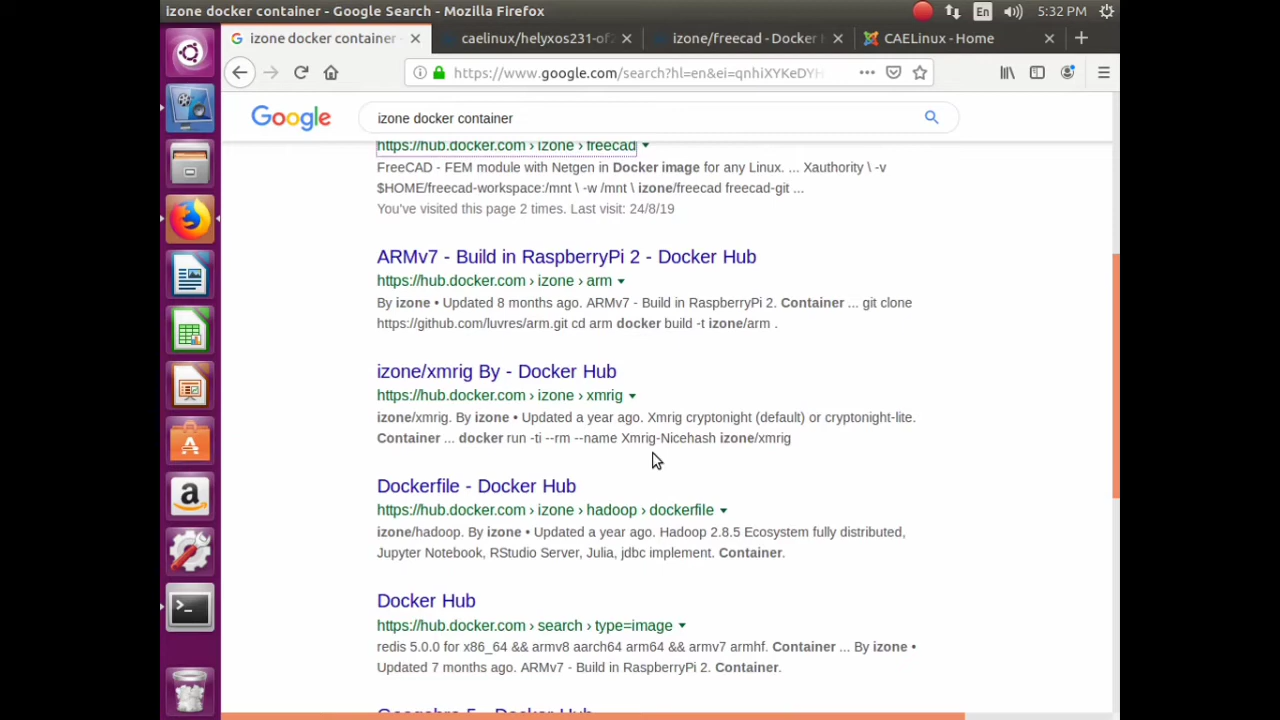 izone docker container - Google Search - Mozilla Firefox
En
5:32 PM
izone docker container -
caelinux/helyxos231-of2
izone/freecad - Docker H
CAELinux - Home
https://www.google.com/search?hl=en&ei=qnhiXYKeDYH
Google
izone docker container
https://hub.docker.com › izone › freecad
FreeCAD - FEM module with Netgen in Docker image for any Linux. ... Xauthority \ -v
$HOME/freecad-workspace:/mnt \ -w /mnt \ izone/freecad freecad-git ...
You've visited this page 2 times. Last visit: 24/8/19
ARMv7 - Build in RaspberryPi 2 - Docker Hub
https://hub.docker.com › izone › arm
By izone • Updated 8 months ago. ARMv7 - Build in RaspberryPi 2. Container ... git clone
https://github.com/luvres/arm.git cd arm docker build -t izone/arm .
izone/xmrig By - Docker Hub
https://hub.docker.com › izone › xmrig
izone/xmrig. By izone • Updated a year ago. Xmrig cryptonight (default) or cryptonight-lite.
Container ... docker run -ti --rm --name Xmrig-Nicehash izone/xmrig
Dockerfile - Docker Hub
https://hub.docker.com › izone › hadoop › dockerfile
izone/hadoop. By izone • Updated a year ago. Hadoop 2.8.5 Ecosystem fully distributed,
Jupyter Notebook, RStudio Server, Julia, jdbc implement. Container.
Docker Hub
https://hub.docker.com › search › type=image
redis 5.0.0 for x86_64 && armv8 aarch64 arm64 && armv7 armhf. Container ... By izone •
Updated 7 months ago. ARMv7 - Build in RaspberryPi 2. Container.